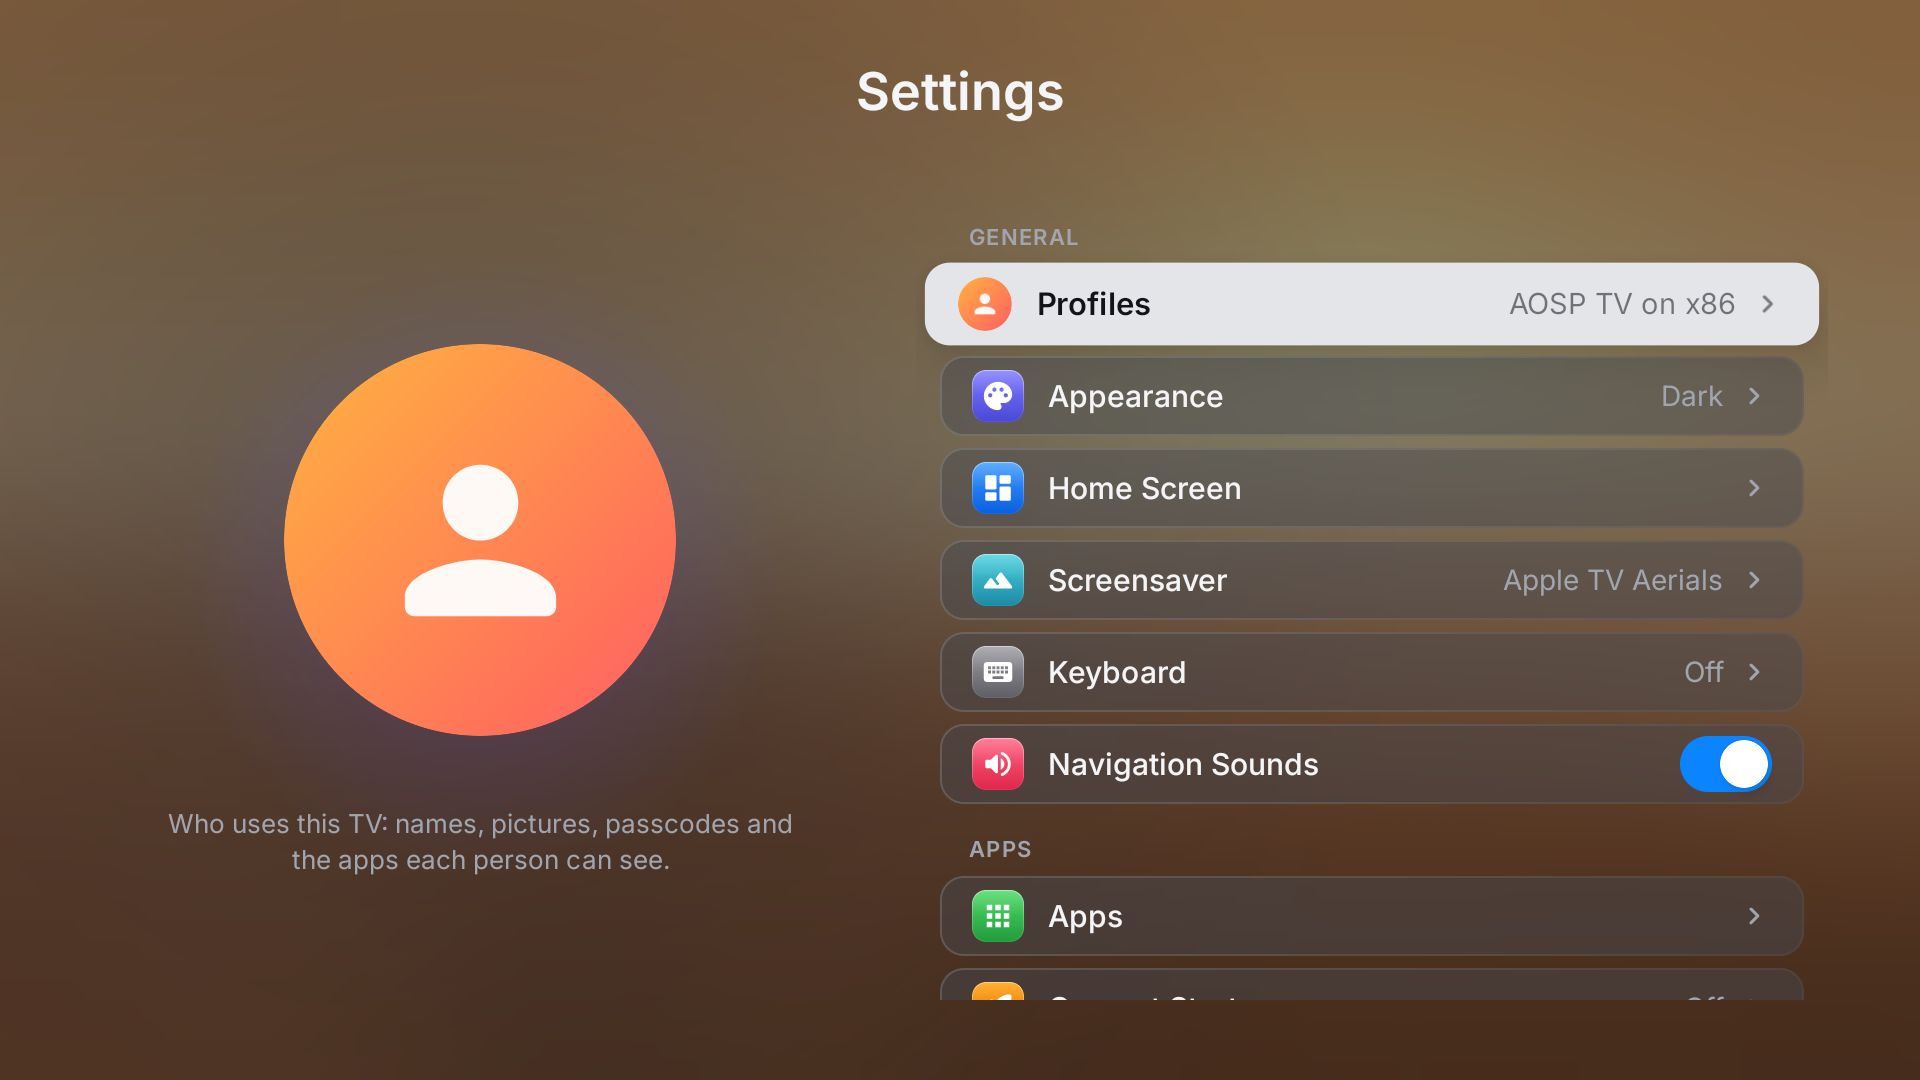 Settings
GENERAL
Profiles AOSP TV on x86
Appearance Dark
Home Screen
Screensaver Apple TV Aerials
Keyboard Off
Navigation Sounds
Who uses this TV: names, pictures, passcodes and
the apps each person can see.
APPS
Apps